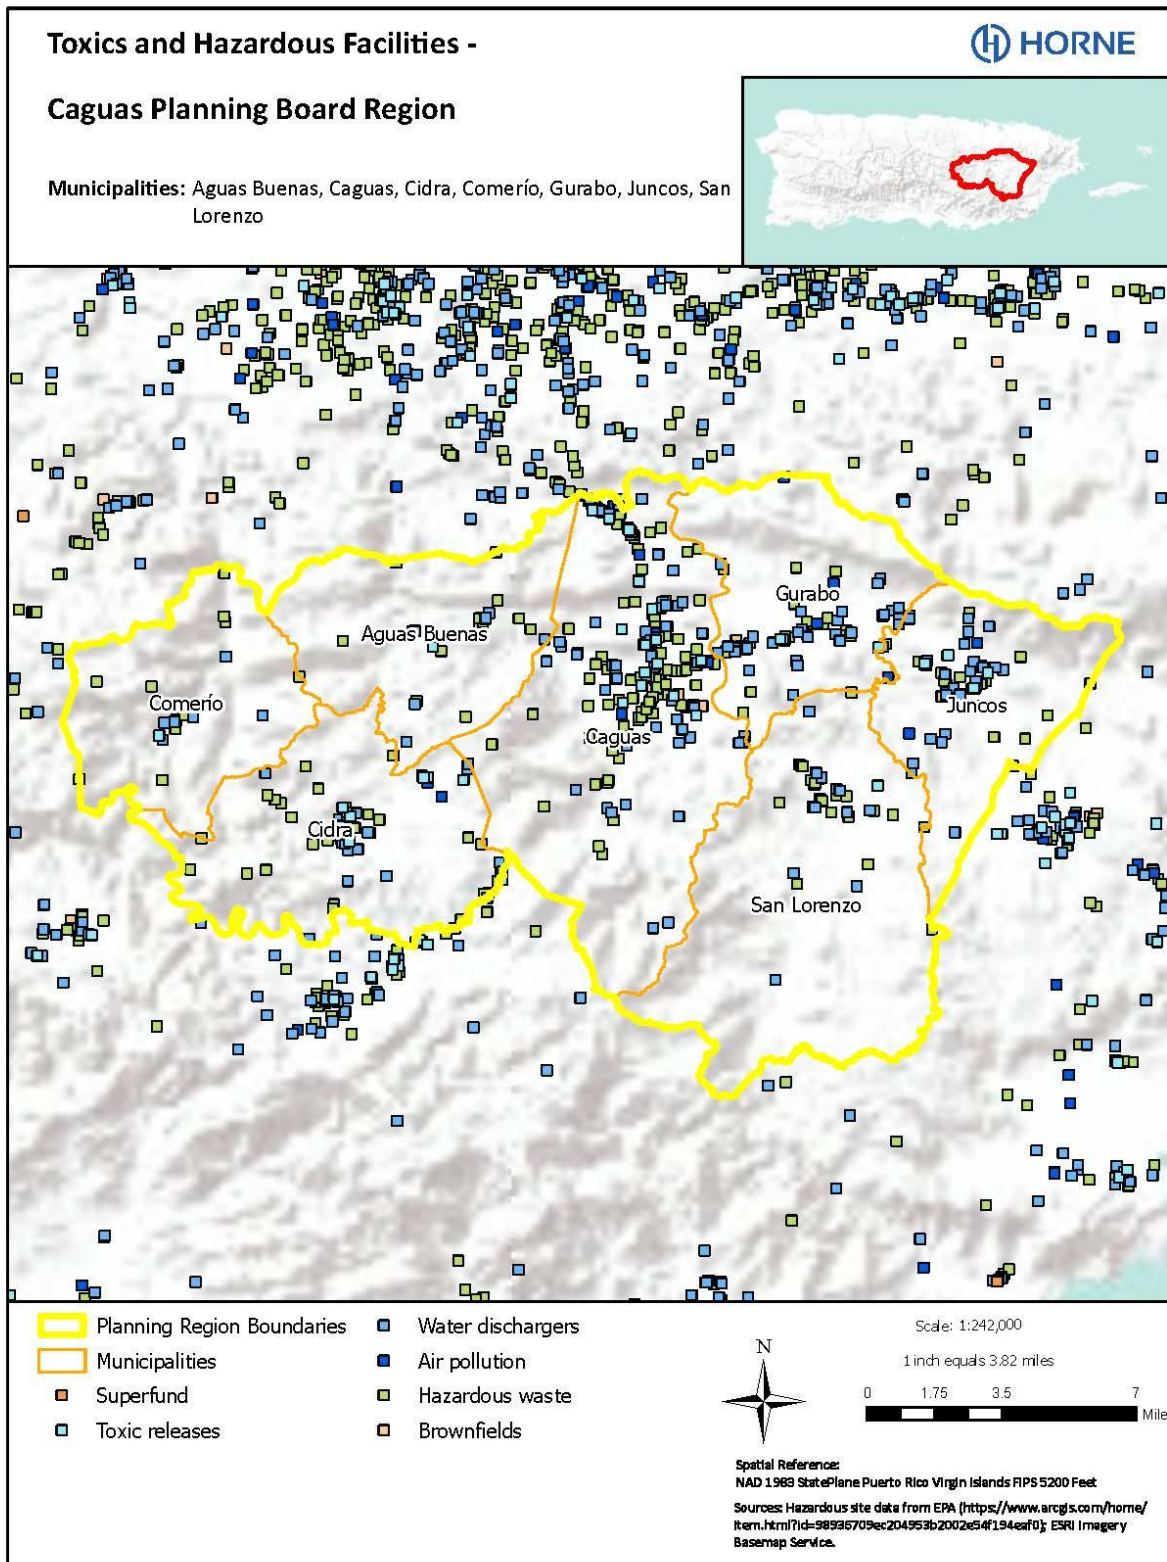 Toxics and Hazardous Facilities -
HORNE
Caguas Planning Board Region
Municipalities: Aguas Buenas, Caguas, Cidra, Comerío, Gurabo, Juncos, San
Lorenzo
Gurabo
Aguas Buenas
Comerío
Juncos
Caguas
Cidra
San Lorenzo
Planning Region Boundaries
Municipalities
Superfund
Toxic releases
Water dischargers
Air pollution
Hazardous waste
Brownfields
N
Scale: 1:242,000
1 inch equals 3.82 miles
0 1.75 3.5 7
Mile
Spatial Reference:
NAD 1983 StatePlane Puerto Rico Virgin Islands FIPS 5200 Feet
Sources: Hazardous site data from EPA (https://www.arcgis.com/home/
item.html?id=98936709ec204953b2002e54f194eaf0); ESRI Imagery
Basemap Service.